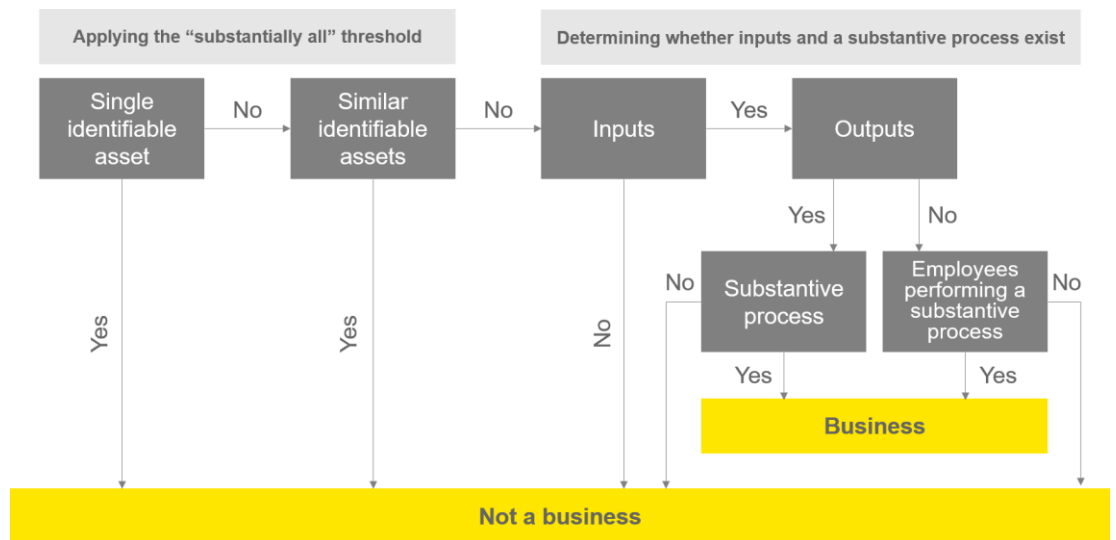 Applying the “substantially all” threshold
Determining whether inputs and a substantive process exist
Single
identifiable
asset
No
Similar
identifiable
assets
No
Inputs
Yes
Outputs
Yes
No
No
Substantive
process
Employees
performing a
substantive
process
No
Yes
Yes
No
Yes
Yes
Business
Not a business